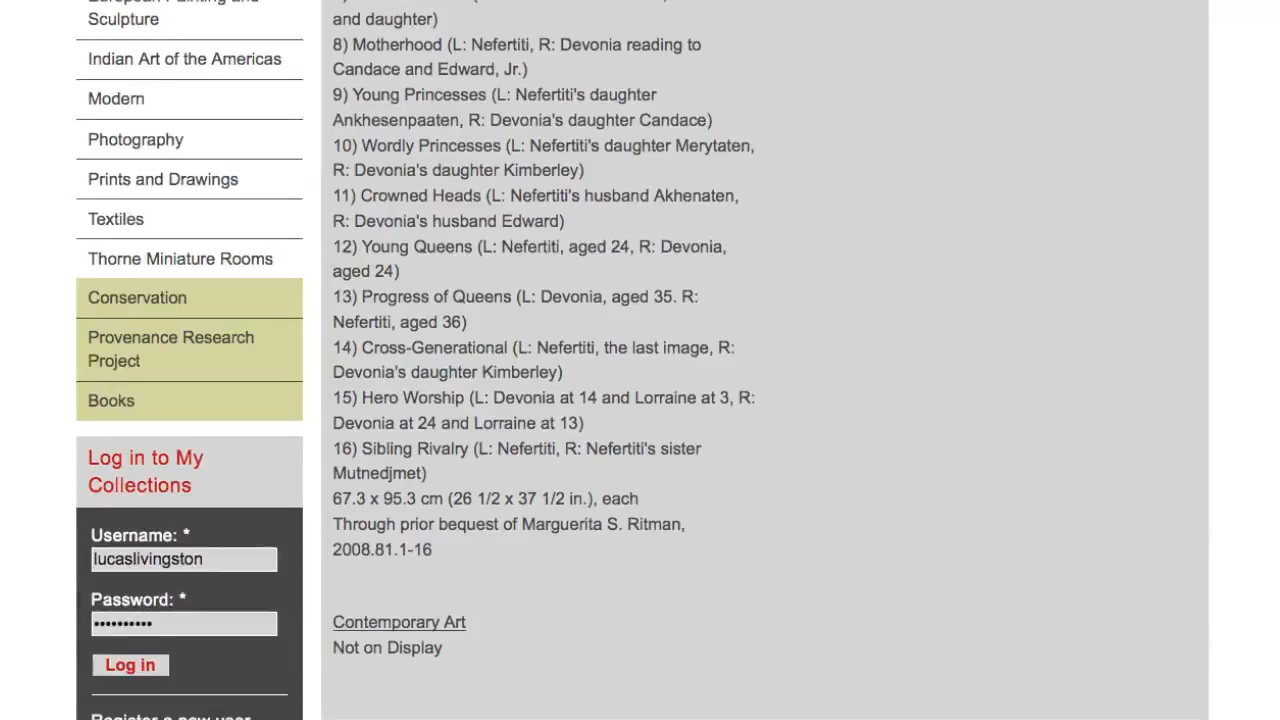 Sculpture
Indian Art of the Americas
Modern
Photography
Prints and Drawings
Textiles
Thorne Miniature Rooms
Conservation
Provenance Research
Project
Books
Log in to My
Collections
Username: *
lucaslivingston
Password: *
••••••••••
Log in
Register a new user
and daughter)
8) Motherhood (L: Nefertiti, R: Devonia reading to
Candace and Edward, Jr.)
9) Young Princesses (L: Nefertiti's daughter
Ankhesenpaaten, R: Devonia's daughter Candace)
10) Wordly Princesses (L: Nefertiti's daughter Merytaten,
R: Devonia's daughter Kimberley)
11) Crowned Heads (L: Nefertiti's husband Akhenaten,
R: Devonia's husband Edward)
12) Young Queens (L: Nefertiti, aged 24, R: Devonia,
aged 24)
13) Progress of Queens (L: Devonia, aged 35. R:
Nefertiti, aged 36)
14) Cross-Generational (L: Nefertiti, the last image, R:
Devonia's daughter Kimberley)
15) Hero Worship (L: Devonia at 14 and Lorraine at 3, R:
Devonia at 24 and Lorraine at 13)
16) Sibling Rivalry (L: Nefertiti, R: Nefertiti's sister
Mutnedjmet)
67.3 x 95.3 cm (26 1/2 x 37 1/2 in.), each
Through prior bequest of Marguerita S. Ritman,
2008.81.1-16
Contemporary Art
Not on Display